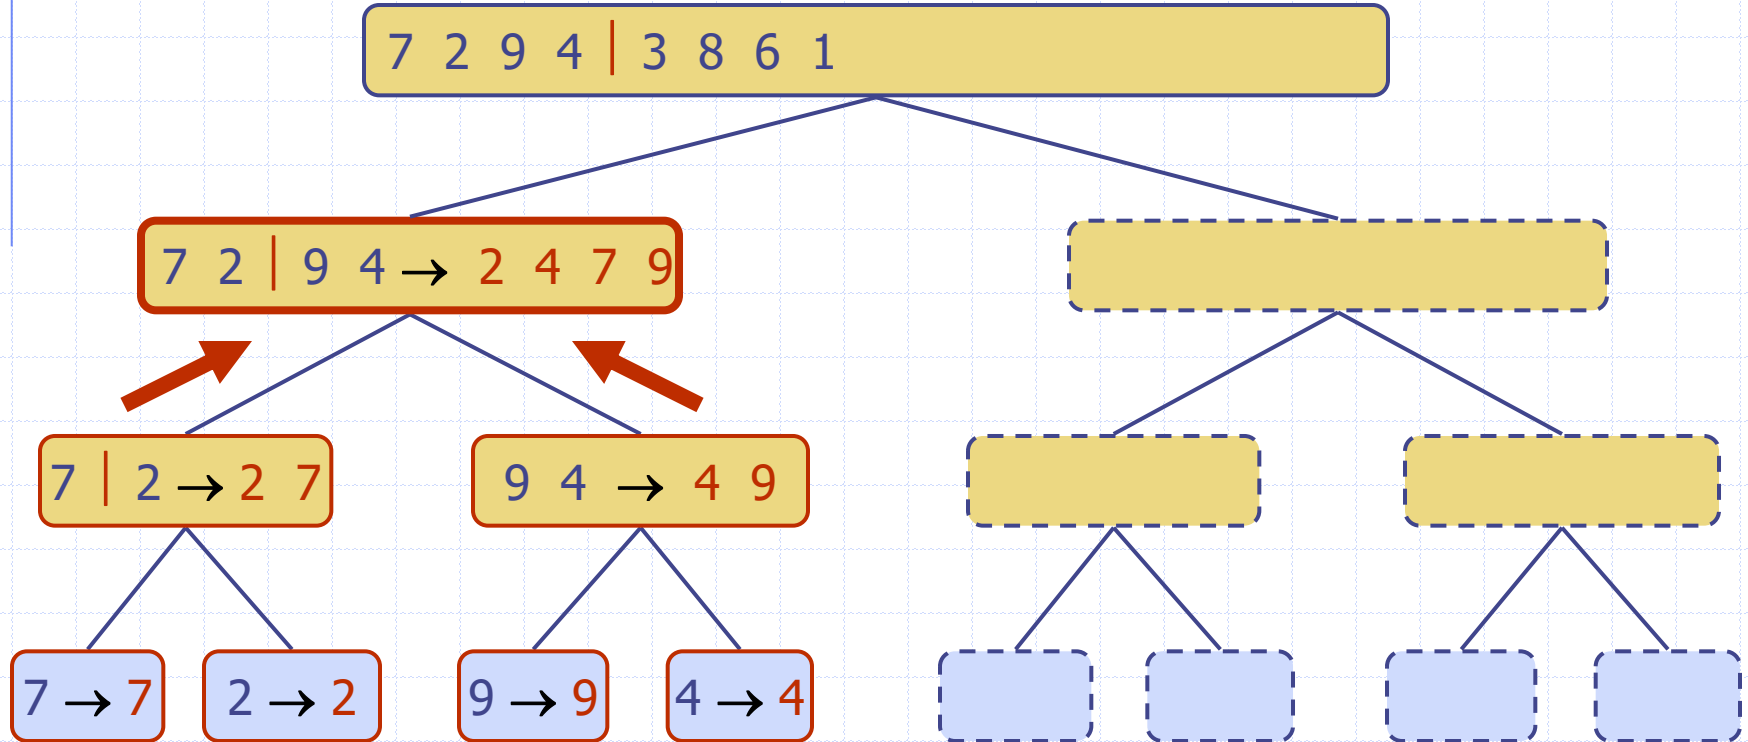 7 2 9 4 | 3 8 6 1
7 2 | 9 4 → 2 4 7 9
7 | 2 → 2 7
9 4 → 4 9
7 → 7
2 → 2
9 → 9
4 → 4